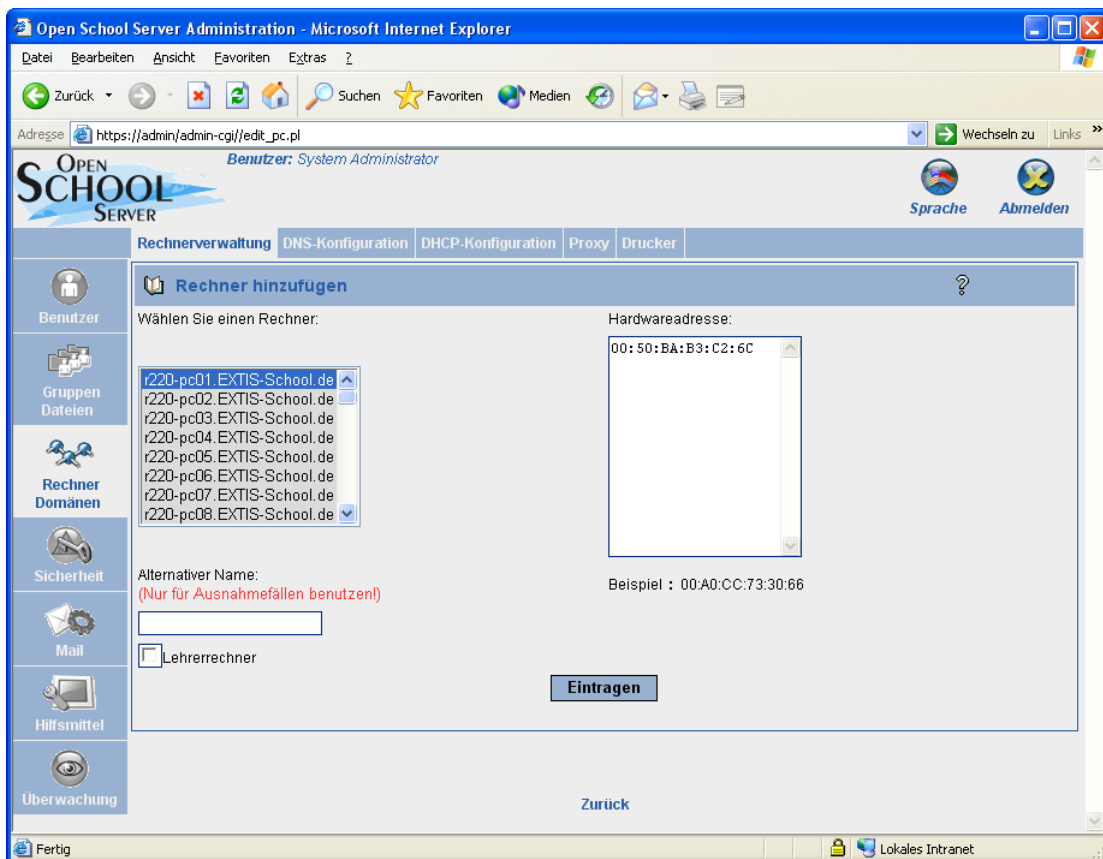 Open School Server Administration - Microsoft Internet Explorer
Datei Bearbeiten Ansicht Favoriten Extras ?
Zurück Suchen Favoriten Medien
Adresse https://admin/admin-cgi//edit_pc.pl Wechseln zu Links »
OPEN SCHOOL SERVER
Benutzer: System Administrator
Sprache Abmelden
Rechnerverwaltung DNS-Konfiguration DHCP-Konfiguration Proxy Drucker
Benutzer
Gruppen
Dateien
Rechner
Domänen
Sicherheit
Mail
Hilfsmittel
Überwachung
Rechner hinzufügen ?
Wählen Sie einen Rechner:
r220-pc01.EXTIS-School.de
r220-pc02.EXTIS-School.de
r220-pc03.EXTIS-School.de
r220-pc04.EXTIS-School.de
r220-pc05.EXTIS-School.de
r220-pc06.EXTIS-School.de
r220-pc07.EXTIS-School.de
r220-pc08.EXTIS-School.de
Hardwareadresse:
00:50:BA:B3:C2:6C
Beispiel : 00:A0:CC:73:30:66
Alternativer Name:
(Nur für Ausnahmefällen benutzen!)
Lehrerrechner
Eintragen
Zurück
Fertig Lokales Intranet